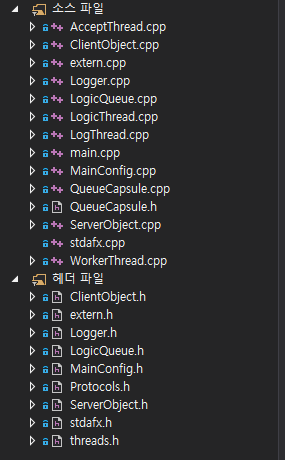 소스 파일
AcceptThread.cpp
ClientObject.cpp
extern.cpp
Logger.cpp
LogicQueue.cpp
LogicThread.cpp
LogThread.cpp
main.cpp
MainConfig.cpp
QueueCapsule.cpp
QueueCapsule.h
ServerObject.cpp
stdafx.cpp
WorkerThread.cpp
헤더 파일
ClientObject.h
extern.h
Logger.h
LogicQueue.h
MainConfig.h
Protocols.h
ServerObject.h
stdafx.h
threads.h